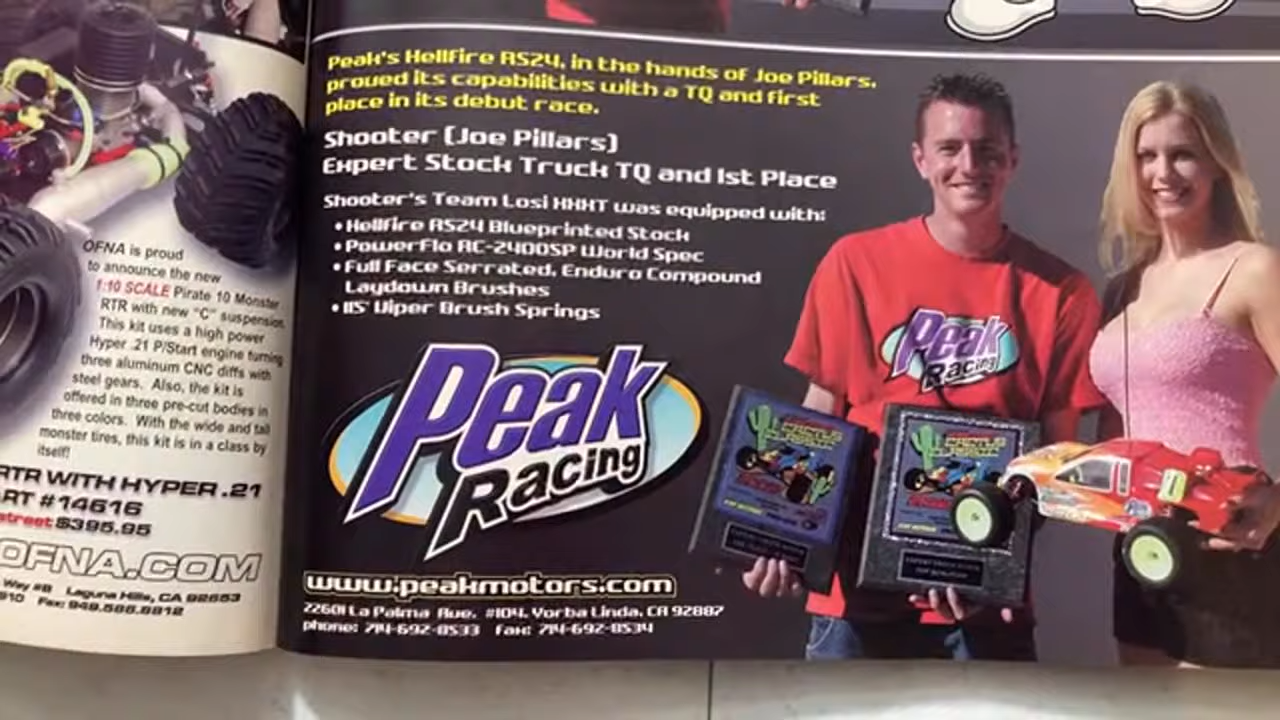 OFNA is proud
to announce the new
1:10 SCALE Pirate 10 Monster
RTR with new "C" suspension.
This kit uses a high power
Hyper .21 P/Start engine turning
three aluminum CNC diffs with
steel gears. Also, the kit is
offered in three pre-cut bodies in
three colors. With the wide and tall
monster tires, this kit is in a class by
itself!
RTR WITH HYPER .21
ART #14616
street $395.95
OFNA.COM
Way #B Laguna Hills, CA 92653
910 Fax: 949.586.8812
Peak's Hellfire RS24, in the hands of Joe Pillars,
proved its capabilities with a TQ and first
place in its debut race.
Shooter (Joe Pillars)
Expert Stock Truck TQ and 1st Place
Shooter's Team Losi XXXT was equipped with:
• Hellfire RS24 Blueprinted Stock
• PowerFlo RC-2400SP World Spec
• Full Face Serrated, Enduro Compound
Laydown Brushes
• 115° Viper Brush Springs
Peak
Racing
www.peakmotors.com
22601 La Palma Ave. #104, Yorba Linda, CA 92887
phone: 714-692-8533 fax: 714-692-8534
Peak
Racing